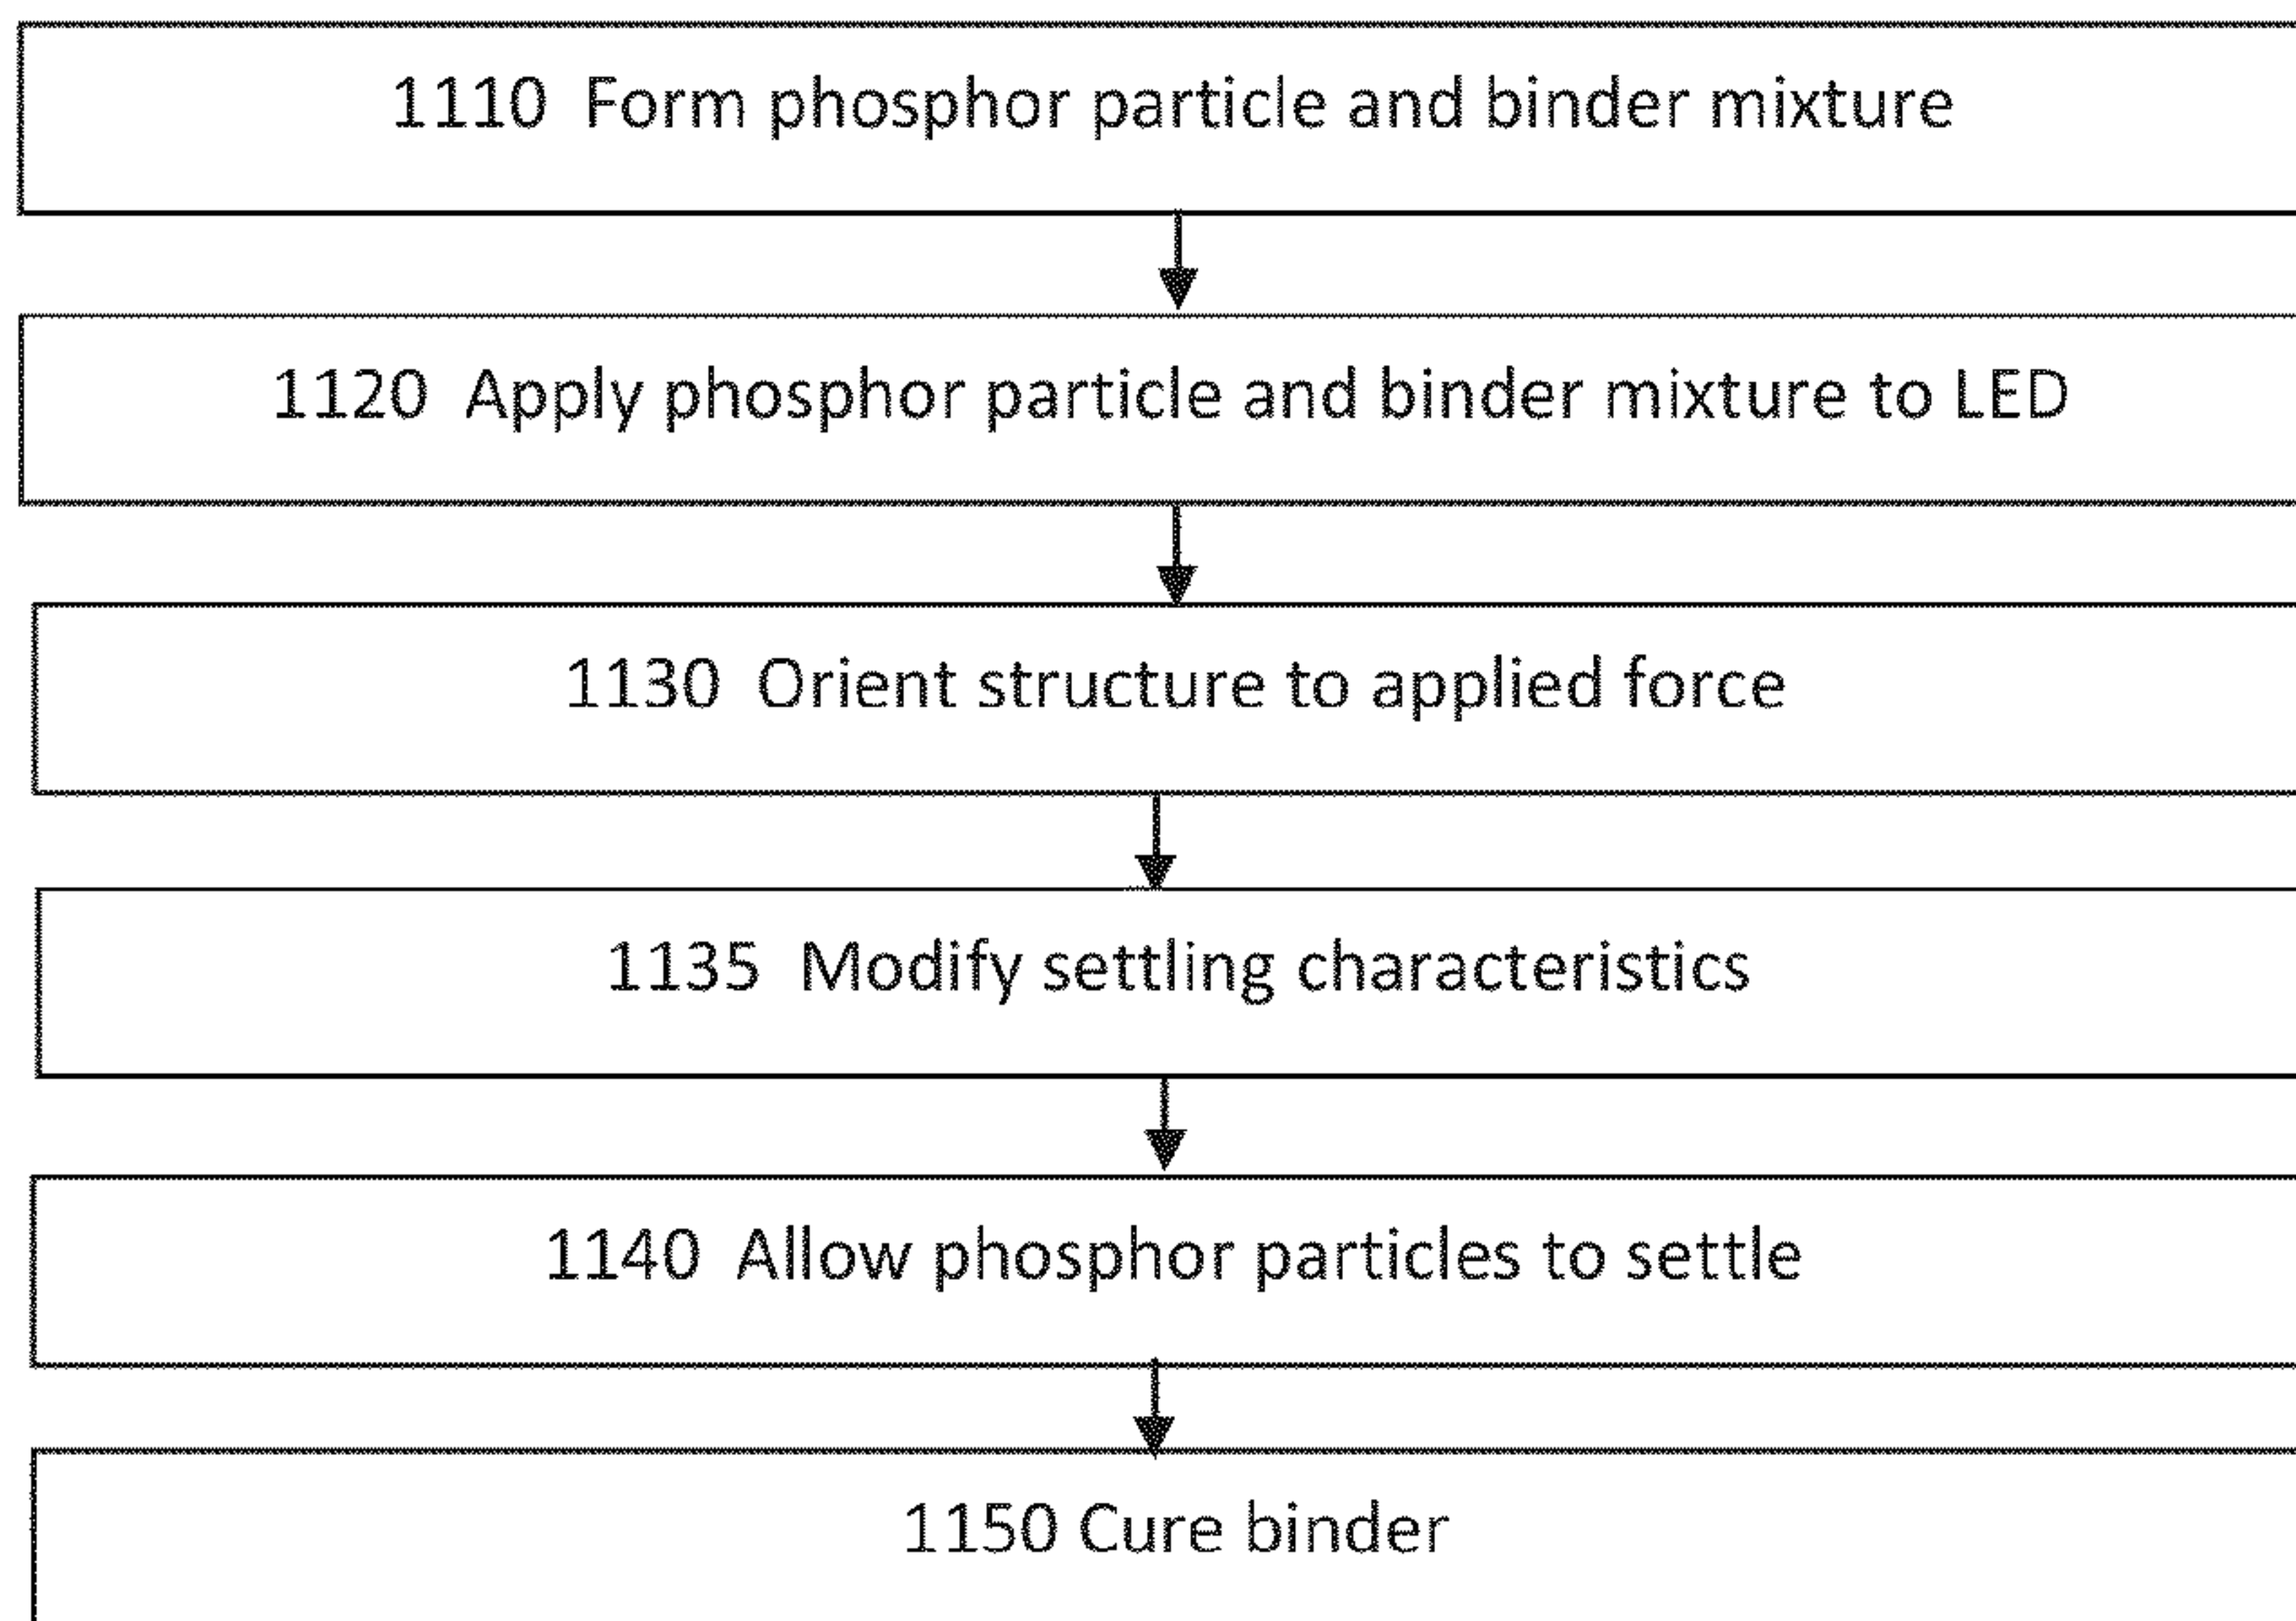 1110 Form phosphor particle and binder mixture
1120 Apply phosphor particle and binder mixture to LED
1130 Orient structure to applied force
1135 Modify settling characteristics
1140 Allow phosphor particles to settle
1150 Cure binder